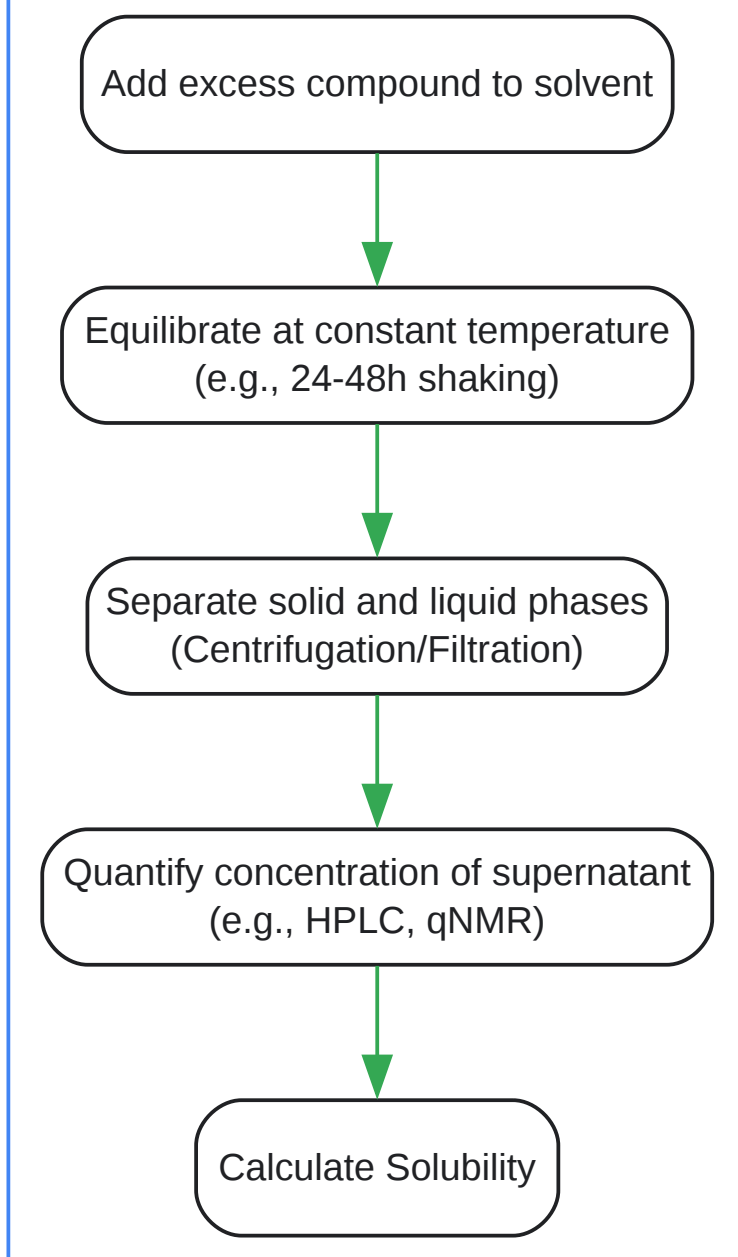 Add excess compound to solvent
Equilibrate at constant temperature
(e.g., 24-48h shaking)
Separate solid and liquid phases
(Centrifugation/Filtration)
Quantify concentration of supernatant
(e.g., HPLC, qNMR)
Calculate Solubility